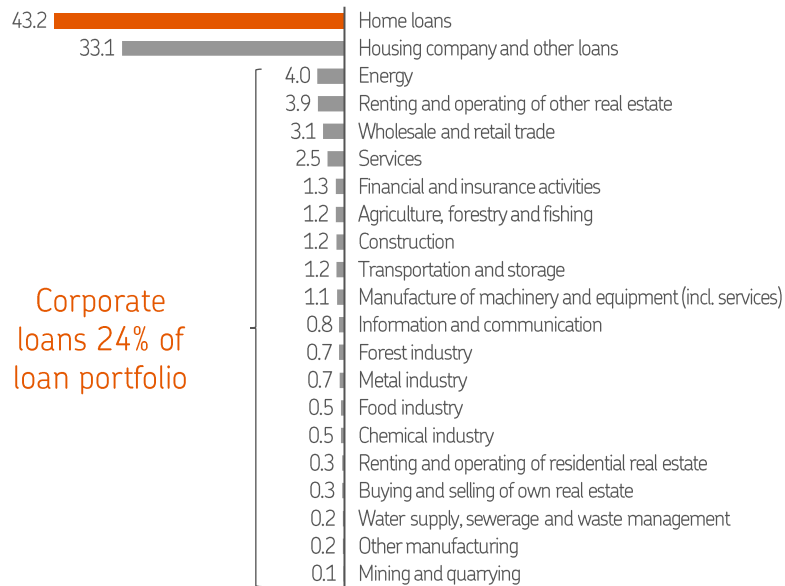 43.2 Home loans
33.1 Housing company and other loans
4.0 Energy
3.9 Renting and operating of other real estate
3.1 Wholesale and retail trade
2.5 Services
1.3 Financial and insurance activities
1.2 Agriculture, forestry and fishing
1.2 Construction
1.2 Transportation and storage
1.1 Manufacture of machinery and equipment (incl. services)
0.8 Information and communication
0.7 Forest industry
0.7 Metal industry
0.5 Food industry
0.5 Chemical industry
0.3 Renting and operating of residential real estate
0.3 Buying and selling of own real estate
0.2 Water supply, sewerage and waste management
0.2 Other manufacturing
0.1 Mining and quarrying
Corporate
loans 24% of
loan portfolio